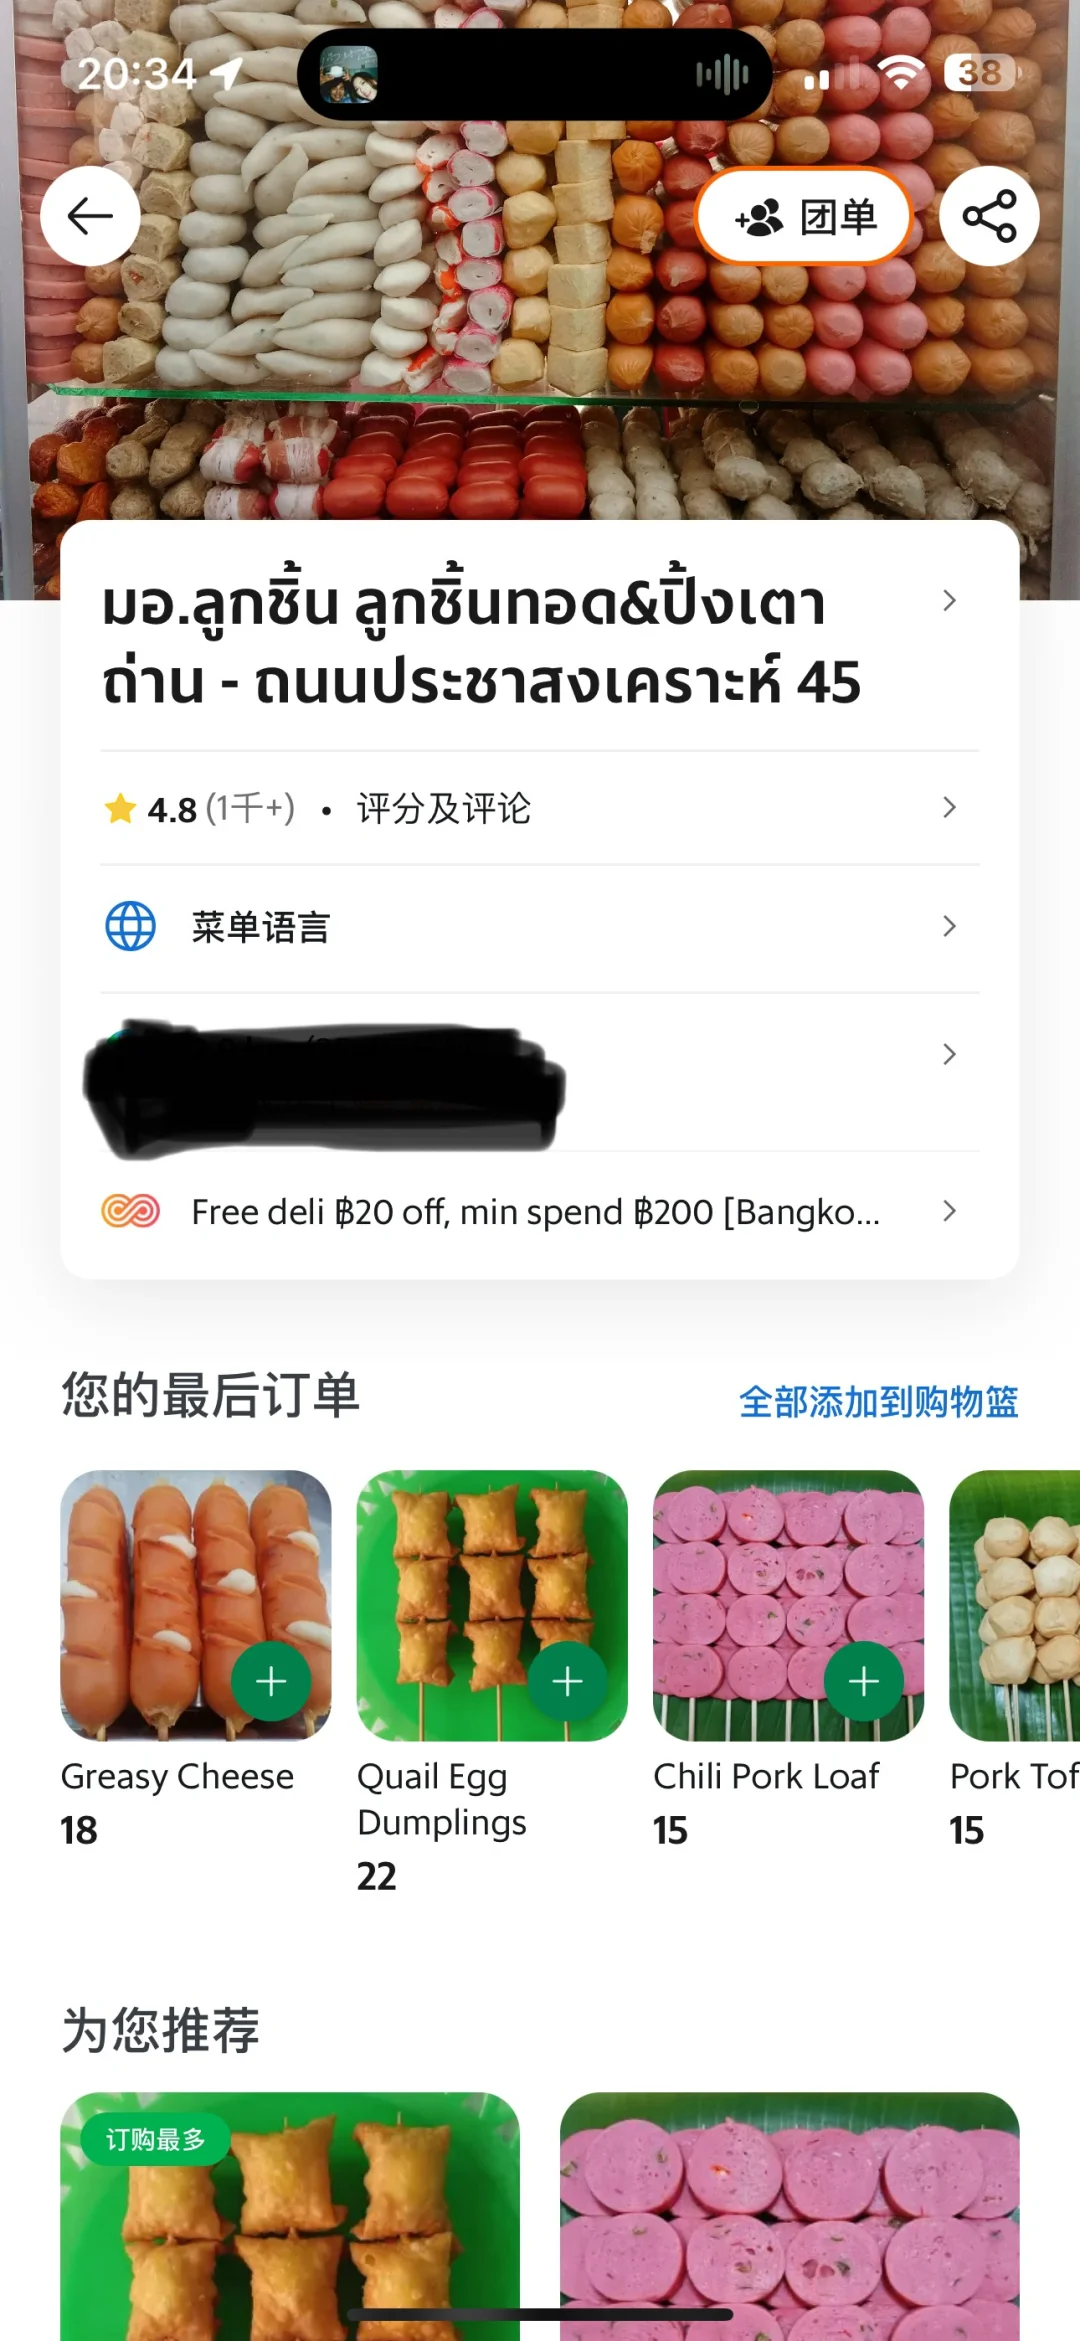 20:34
38
团单
มอ.ลูกชิ้น ลูกชิ้นทอด&ปิ้งเตา
ถ่าน - ถนนประชาสงเคราะห์ 45
4.8 (1千+) • 评分及评论
菜单语言
Free deli ฿20 off, min spend ฿200 [Bangko...
您的最后订单
全部添加到购物篮
Greasy Cheese
18
Quail Egg
Dumplings
22
Chili Pork Loaf
15
Pork Tof
15
为您推荐
订购最多